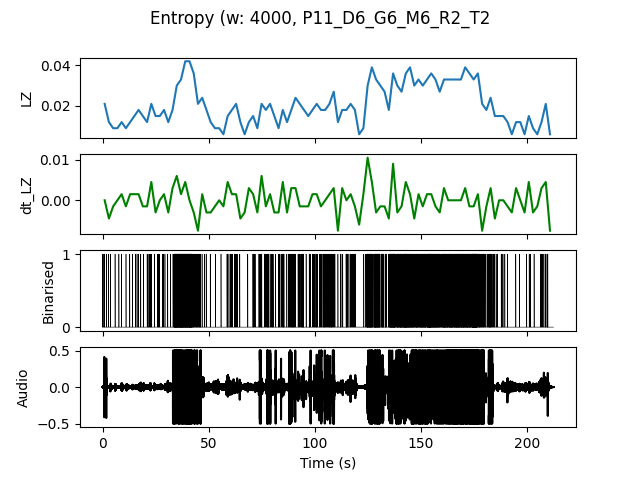 Entropy (w: 4000, P11_D6_G6_M6_R2_T2
LZ
0.04
0.02
dt_LZ
0.01
0.00
Binarised
1
0
Audio
0.5
0.0
−0.5
0
50
100
150
200
Time (s)